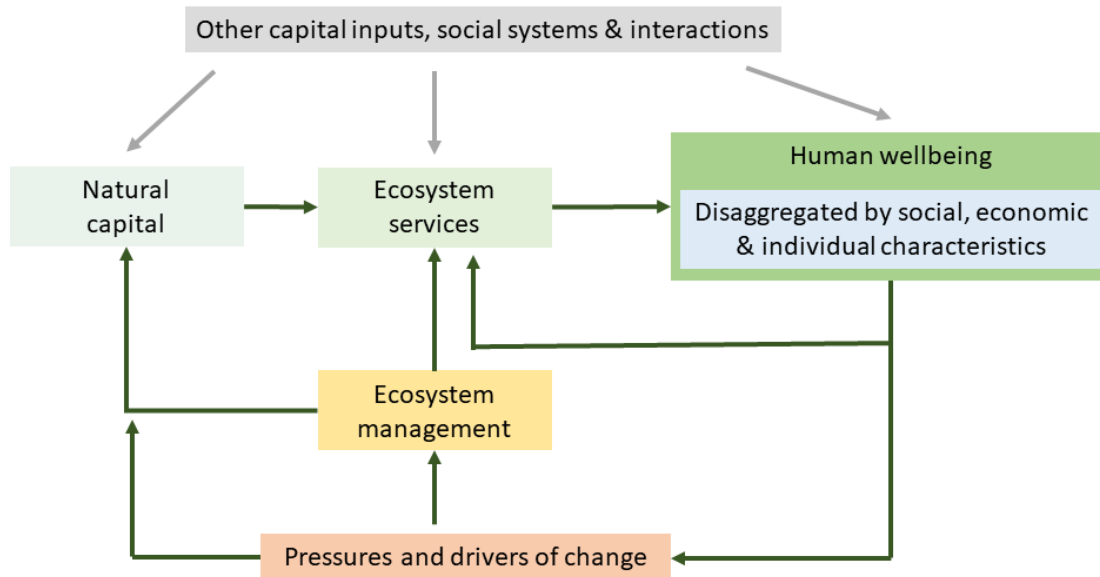 Other capital inputs, social systems & interactions
Natural
capital
Ecosystem
services
Human wellbeing
Disaggregated by social, economic
& individual characteristics
Ecosystem
management
Pressures and drivers of change